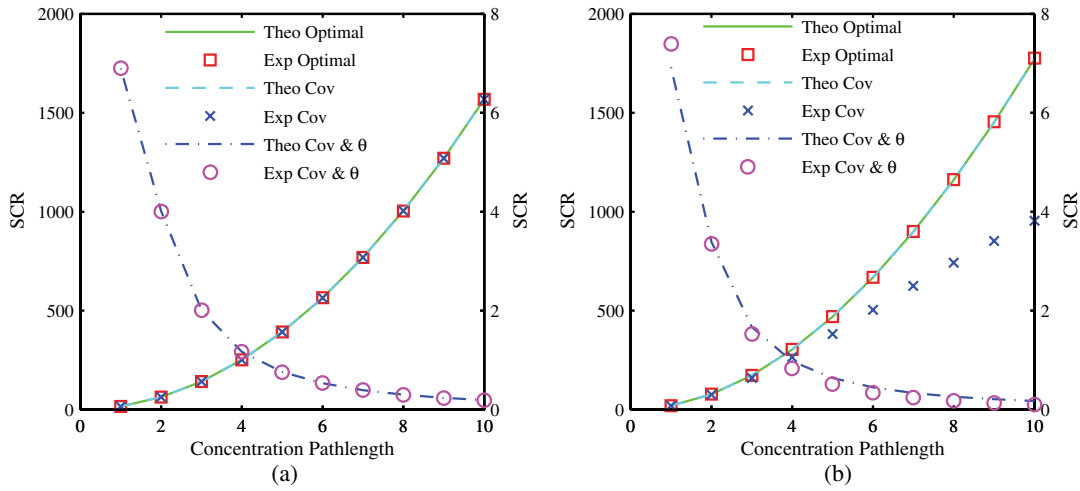 2000
1500
1000
500
0
SCR
8
6
4
2
0
SCR
0
2
4
6
8
10
Concentration Pathlength
Theo Optimal
Exp Optimal
Theo Cov
Exp Cov
Theo Cov & θ
Exp Cov & θ
(a)
2000
1500
1000
500
0
SCR
8
6
4
2
0
SCR
0
2
4
6
8
10
Concentration Pathlength
Theo Optimal
Exp Optimal
Theo Cov
Exp Cov
Theo Cov & θ
Exp Cov & θ
(b)